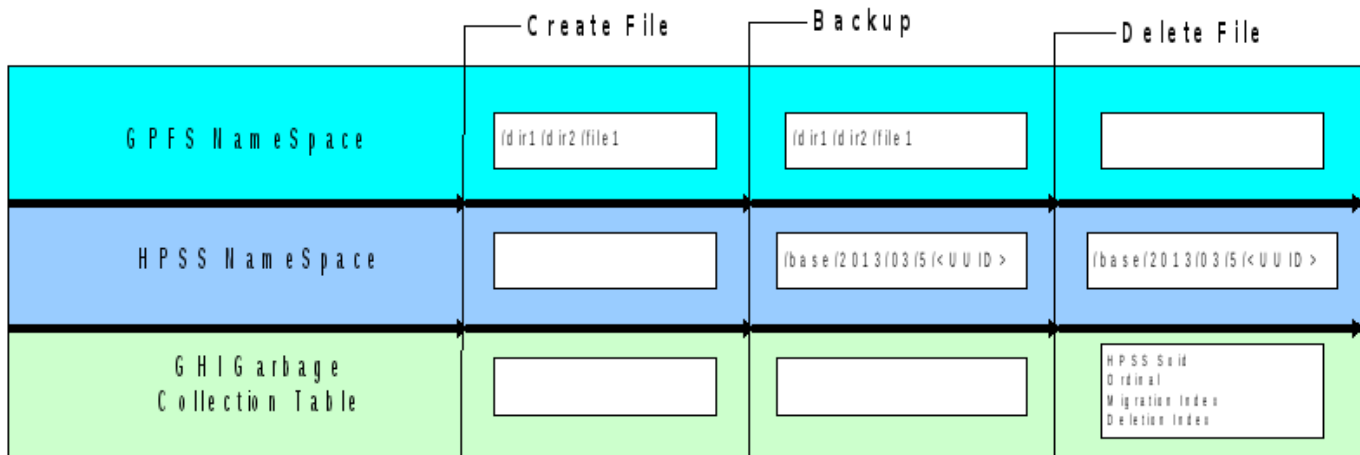 Create File
Backup
Delete File
GPFS NameSpace
/dir1/dir2/file1
/dir1/dir2/file1
HPSS NameSpace
/base/2013/03/5/<UUID>
/base/2013/03/5/<UUID>
GHI Garbage
Collection Table
HPSS Soid
Ordinal
Migration Index
Deletion Index